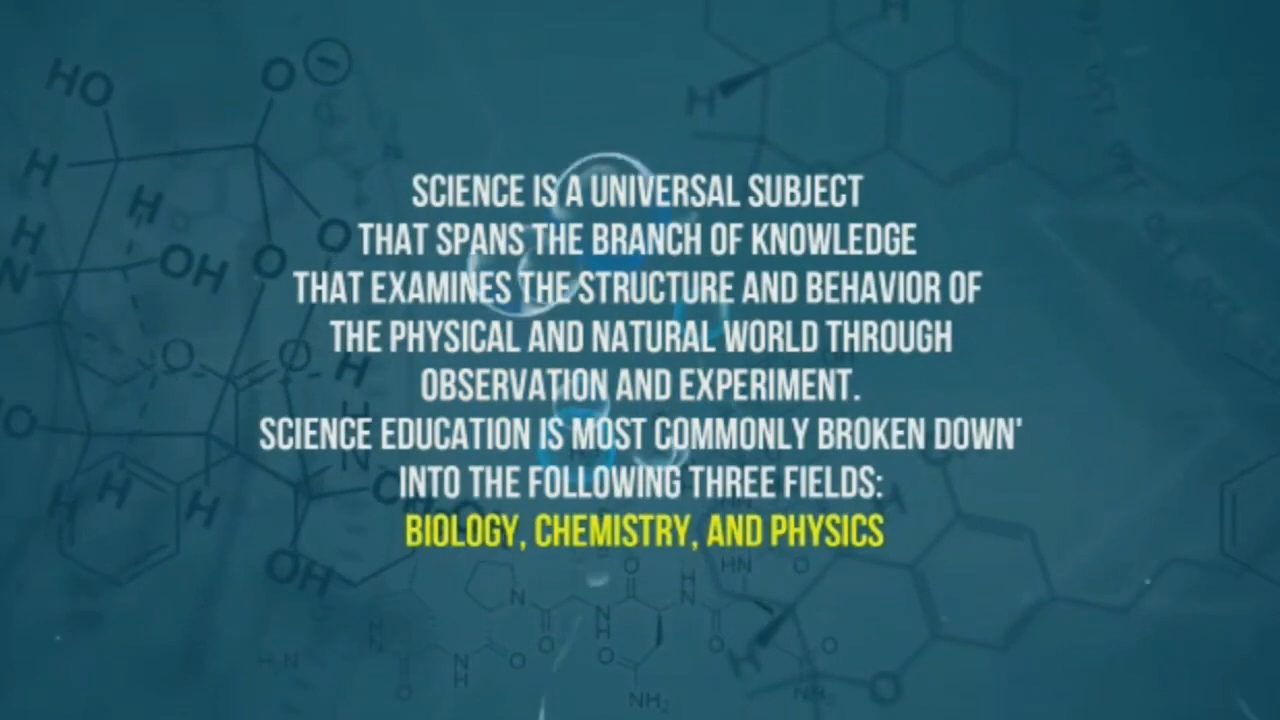 SCIENCE IS A UNIVERSAL SUBJECT
THAT SPANS THE BRANCH OF KNOWLEDGE
THAT EXAMINES THE STRUCTURE AND BEHAVIOR OF
THE PHYSICAL AND NATURAL WORLD THROUGH
OBSERVATION AND EXPERIMENT.
SCIENCE EDUCATION IS MOST COMMONLY BROKEN DOWN'
INTO THE FOLLOWING THREE FIELDS:
BIOLOGY, CHEMISTRY, AND PHYSICS